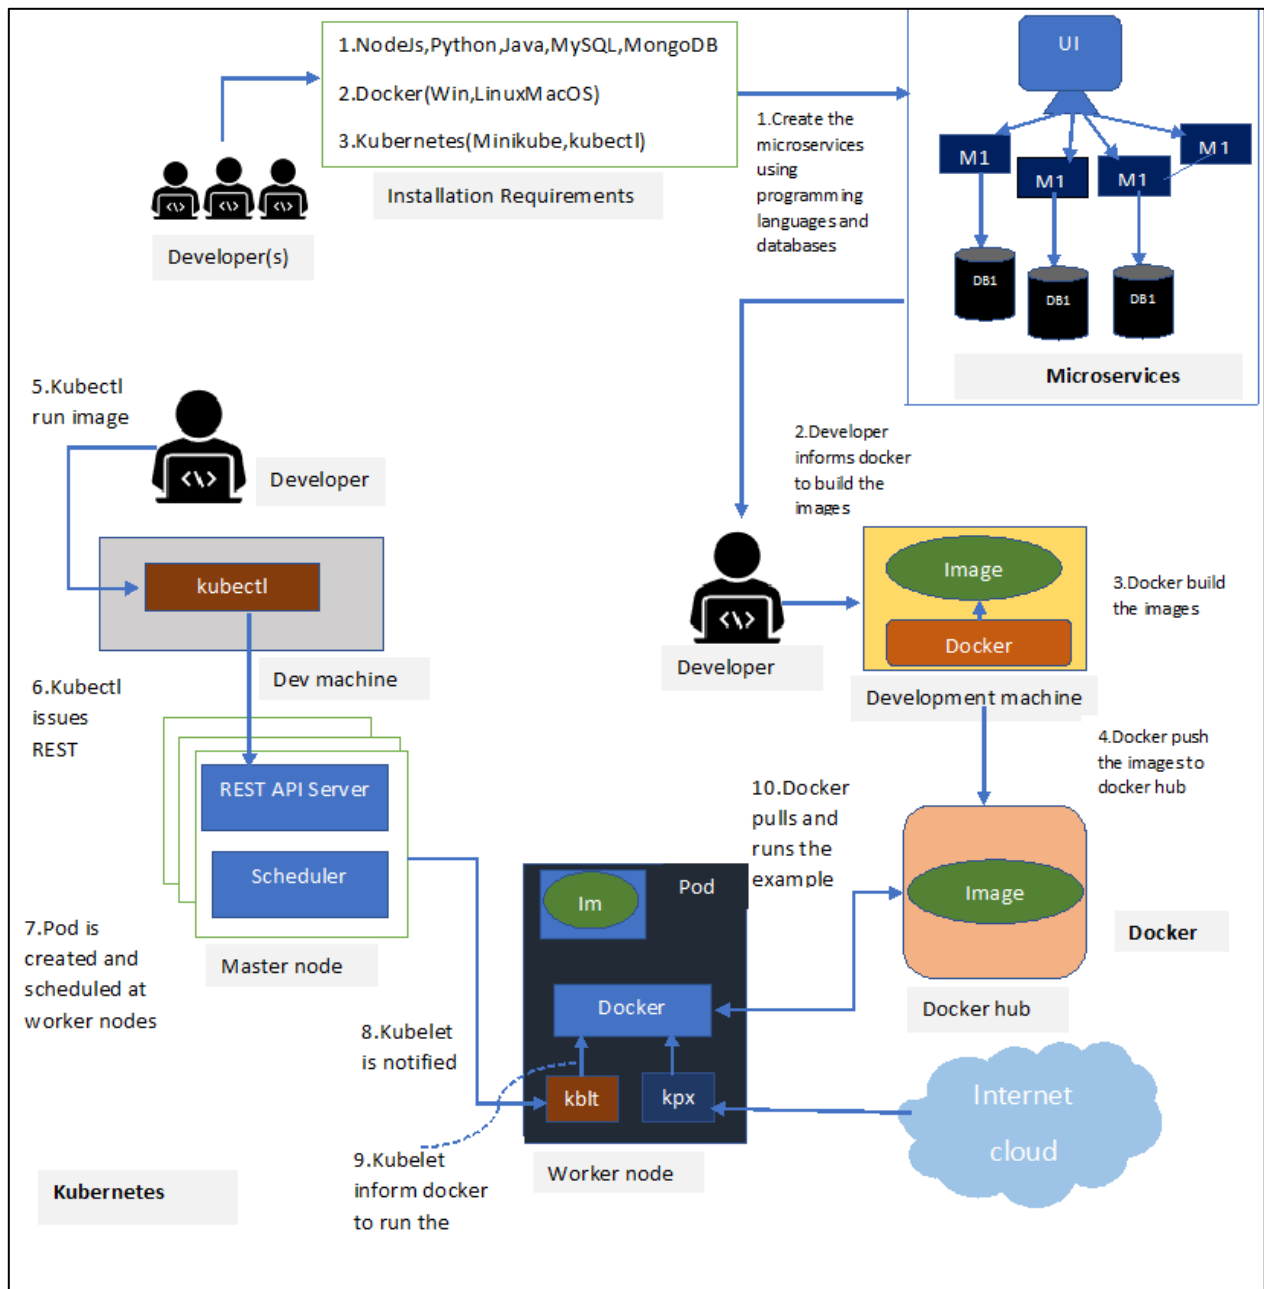 1.NodeJs,Python,Java,MySQL,MongoDB
2.Docker(Win,LinuxMacOS)
3.Kubernetes(Minikube,kubectl)
Installation Requirements
Developer(s)
1.Create the
microservices
using
programming
languages and
databases
UI
M1
M1
M1
M1
DB1
DB1
DB1
Microservices
5.Kubectl
run image
</>
Developer
kubectl
Dev machine
2.Developer
informs docker
to build the
images
Image
Docker
3.Docker build
the images
Developer
Development machine
6.Kubectl
issues
REST
REST API Server
Scheduler
Master node
7.Pod is
created and
scheduled at
worker nodes
4.Docker push
the images to
docker hub
10.Docker
pulls and
runs the
example
Image
Docker
Docker hub
Pod
Im
Docker
kblt
kpx
Worker node
8.Kubelet
is notified
9.Kubelet
inform docker
to run the
Internet
cloud
Kubernetes